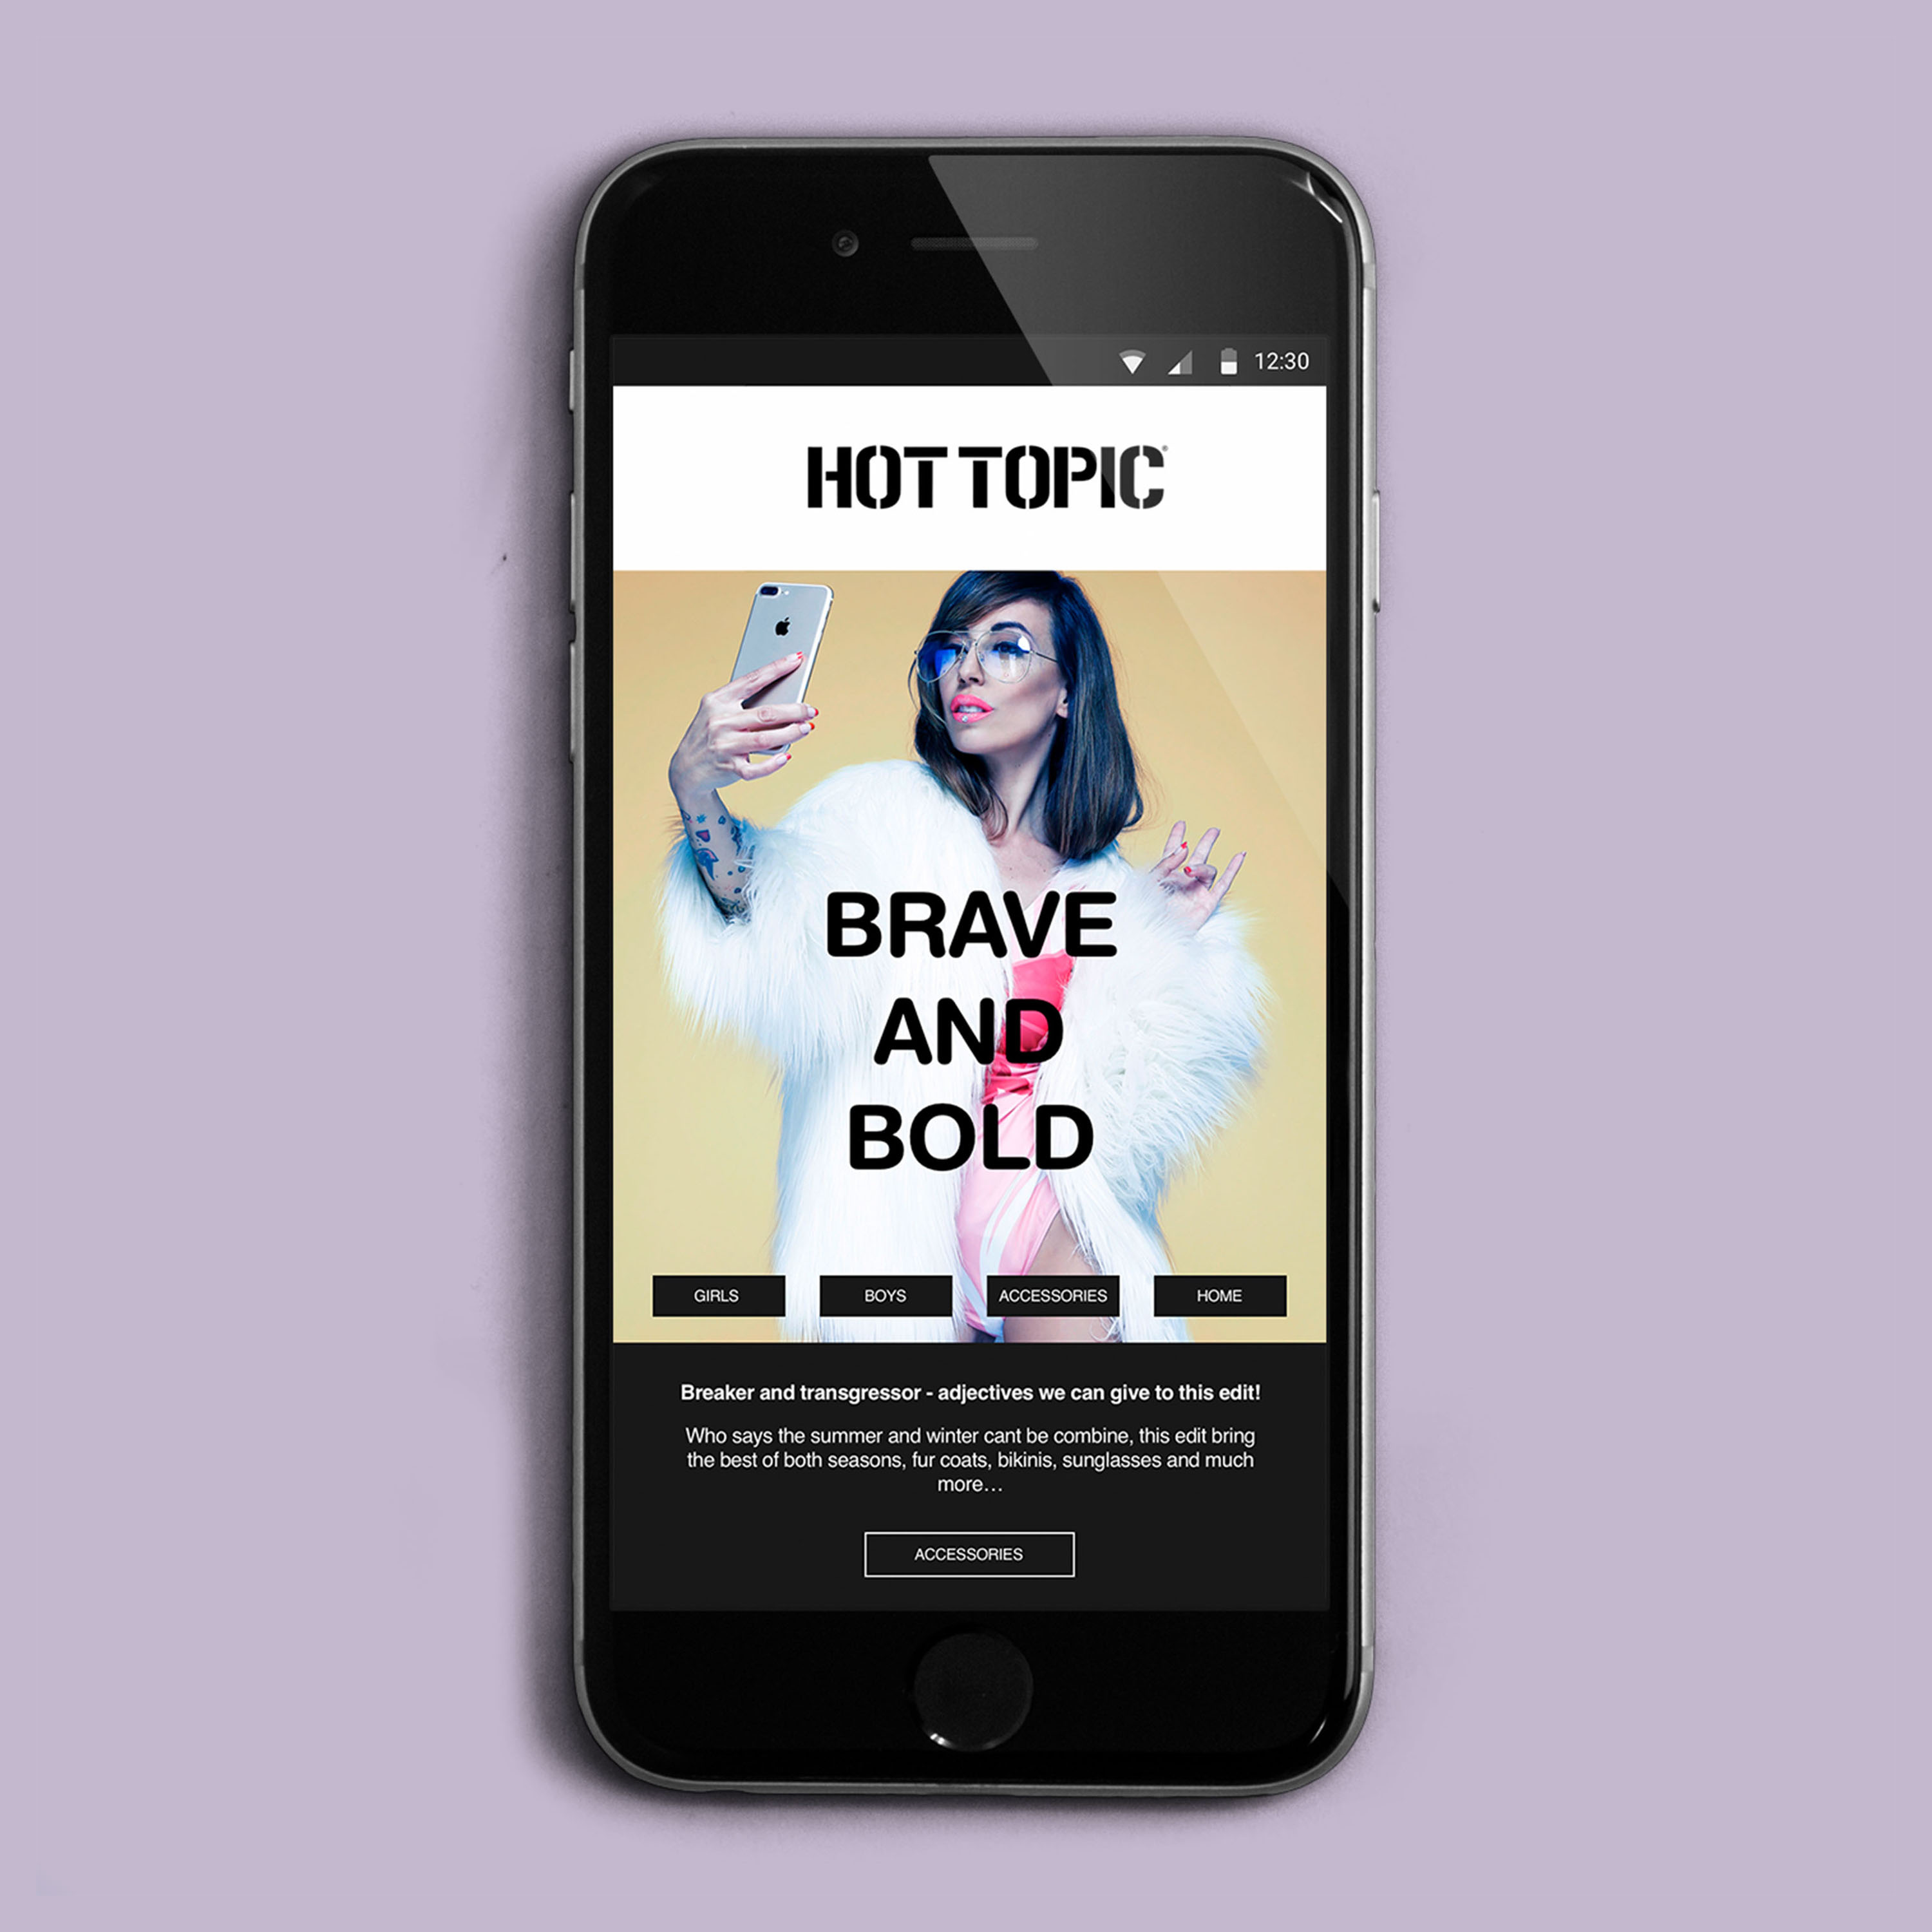 12:30
HOT TOPIC®
BRAVE
AND
BOLD
GIRLS BOYS ACCESSORIES HOME
Breaker and transgressor - adjectives we can give to this edit!
Who says the summer and winter cant be combine, this edit bring
the best of both seasons, fur coats, bikinis, sunglasses and much
more…
ACCESSORIES